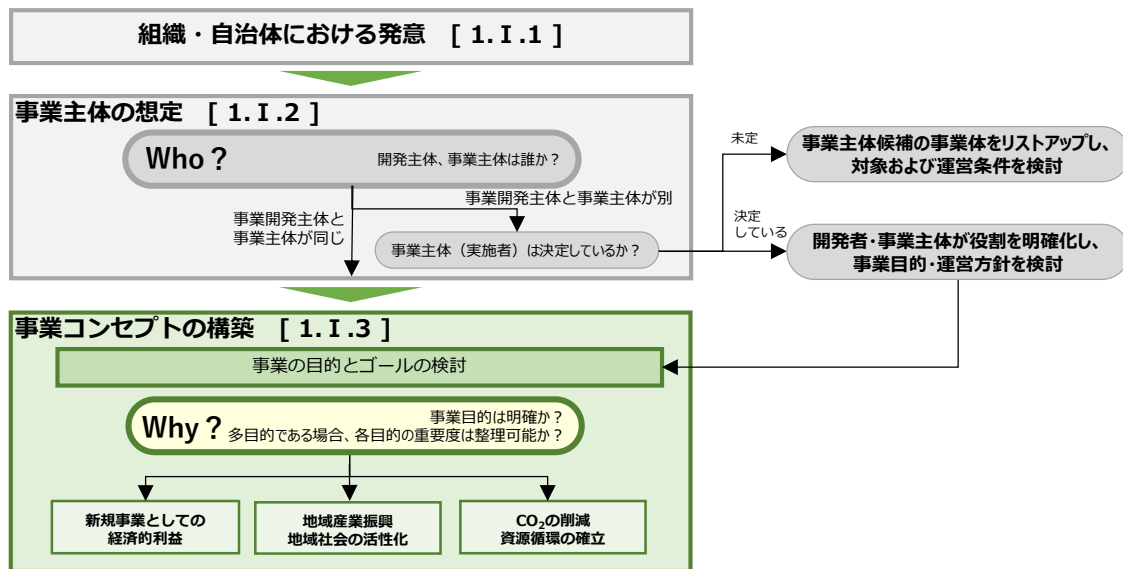 組織・自治体における発意 [ 1.Ⅰ.1 ]
事業主体の想定 [ 1.Ⅰ.2 ]
Who？
開発主体、事業主体は誰か？
事業開発主体と事業主体が別
事業開発主体と
事業主体が同じ
事業主体（実施者）は決定しているか？
未定
事業主体候補の事業体をリストアップし、
対象および運営条件を検討
決定
している
開発者・事業主体が役割を明確化し、
事業目的・運営方針を検討
事業コンセプトの構築 [ 1.Ⅰ.3 ]
事業の目的とゴールの検討
Why？
事業目的は明確か？
多目的である場合、各目的の重要度は整理可能か？
新規事業としての
経済的利益
地域産業振興
地域社会の活性化
CO₂の削減
資源循環の確立